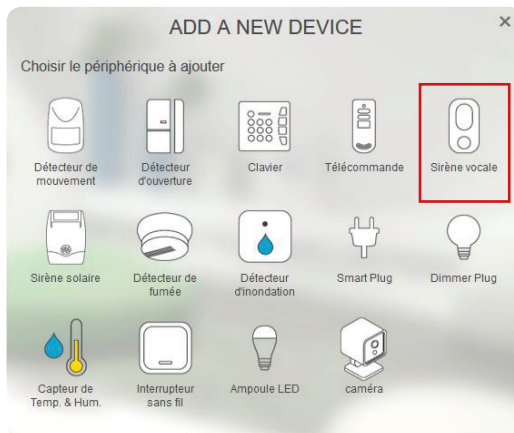 ADD A NEW DEVICE
×
Choisir le périphérique à ajouter
Détecteur de
mouvement
Détecteur
d'ouverture
Clavier
Télécommande
Sirène vocale
Sirène solaire
Détecteur de
fumée
Détecteur
d'inondation
Smart Plug
Dimmer Plug
Capteur de
Temp. & Hum.
Interrupteur
sans fil
Ampoule LED
caméra